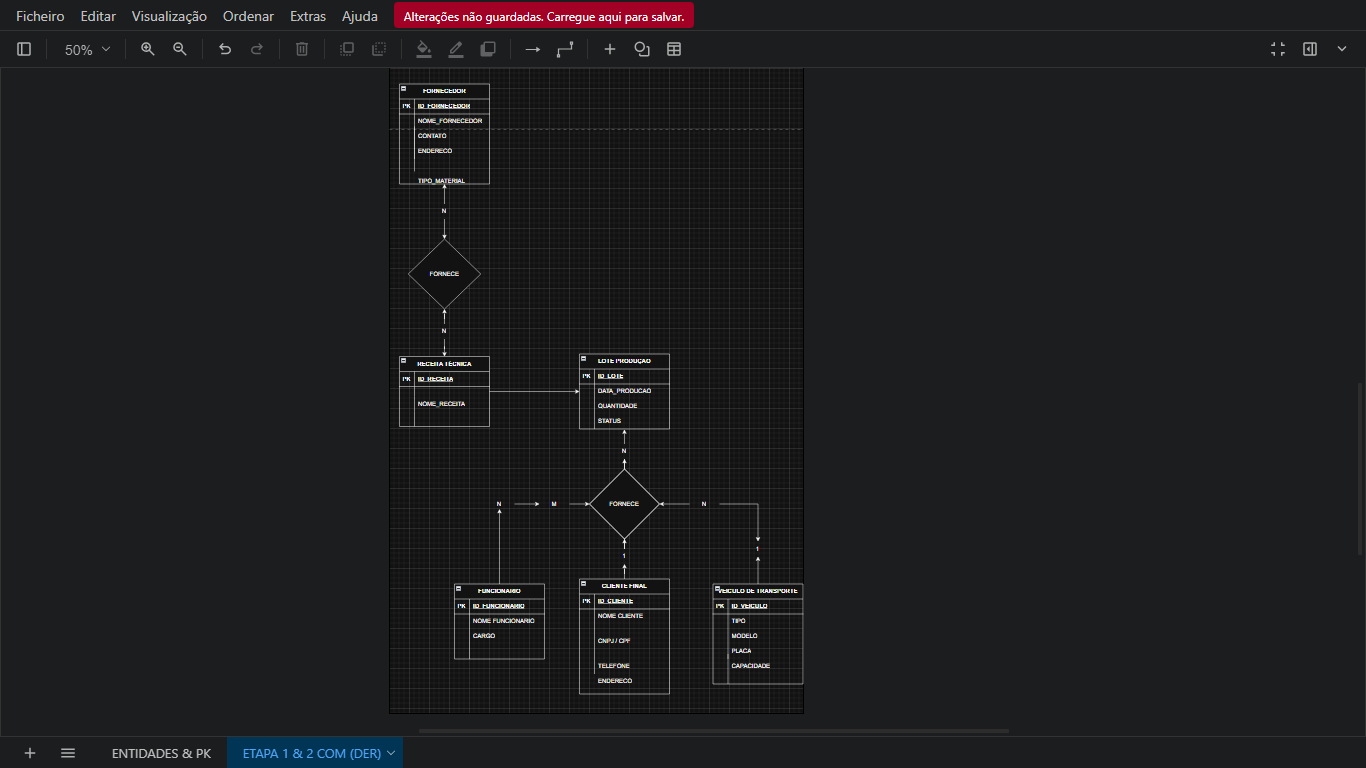 Ficheiro Editar Visualização Ordenar Extras Ajuda Alterações não guardadas. Carregue aqui para salvar.
50%
FORNECEDOR
PK ID_FORNECEDOR
NOME_FORNECEDOR
CONTATO
ENDERECO
TIPO_MATERIAL
N
FORNECE
N
RECEITA TÉCNICA
PK ID_RECEITA
NOME_RECEITA
LOTE PRODUÇÃO
PK ID_LOTE
DATA_PRODUCAO
QUANTIDADE
STATUS
N
N M FORNECE N
1
1
FUNCIONARIO
PK ID_FUNCIONARIO
NOME FUNCIONARIO
CARGO
CLIENTE FINAL
PK ID_CLIENTE
NOME CLIENTE
CNPJ / CPF
TELEFONE
ENDERECO
VEICULO DE TRANSPORTE
PK ID_VEICULO
TIPO
MODELO
PLACA
CAPACIDADE
ENTIDADES & PK ETAPA 1 & 2 COM (DER)